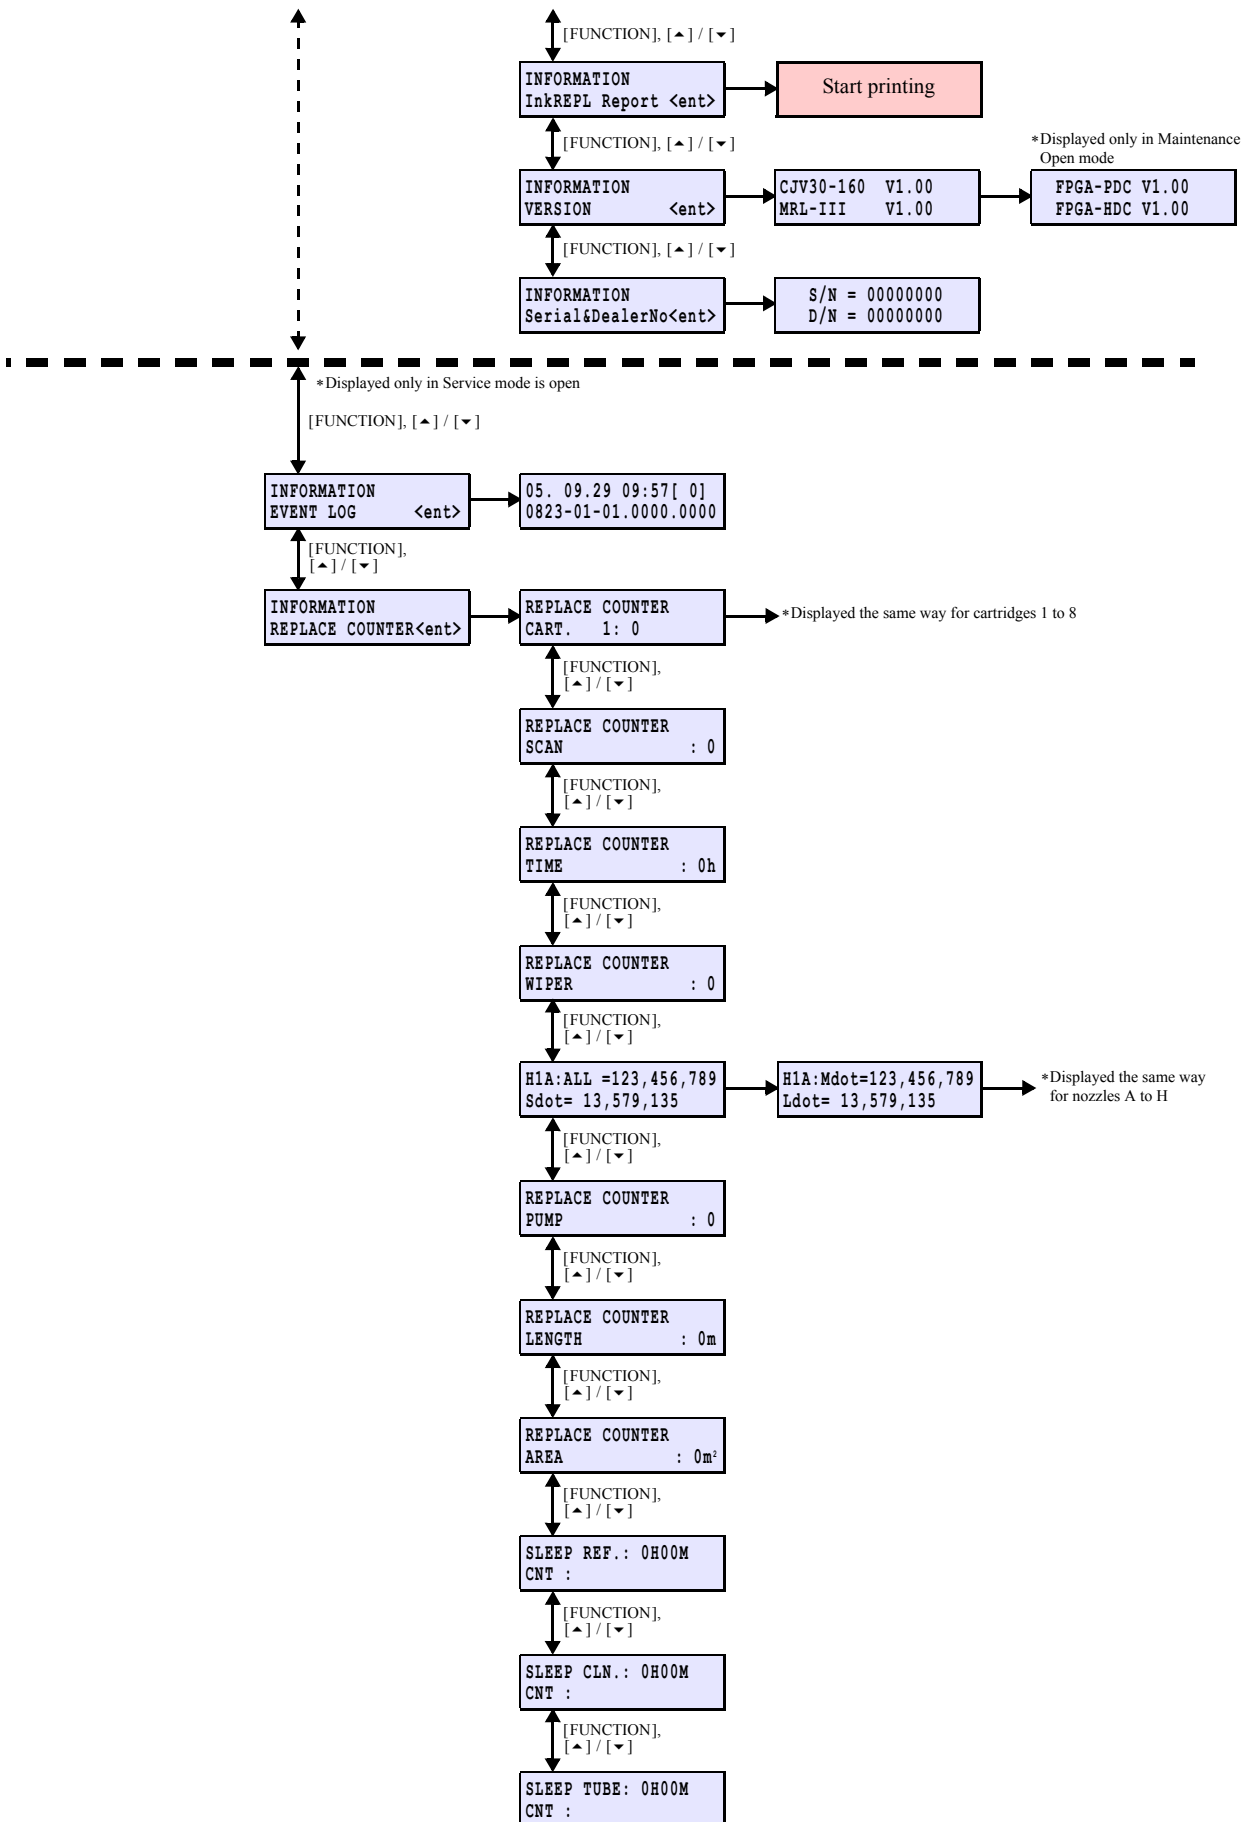 [FUNCTION], [▲] / [▼]
INFORMATION
InkREPL Report <ent>
Start printing
[FUNCTION], [▲] / [▼]
*Displayed only in Maintenance
Open mode
INFORMATION
VERSION <ent>
CJV30-160 V1.00
MRL-III V1.00
FPGA-PDC V1.00
FPGA-HDC V1.00
[FUNCTION], [▲] / [▼]
INFORMATION
Serial&DealerNo<ent>
S/N = 00000000
D/N = 00000000
*Displayed only in Service mode is open
[FUNCTION], [▲] / [▼]
INFORMATION
EVENT LOG <ent>
05. 09.29 09:57[ 0]
0823-01-01.0000.0000
[FUNCTION],
[▲] / [▼]
INFORMATION
REPLACE COUNTER<ent>
REPLACE COUNTER
CART. 1: 0
*Displayed the same way for cartridges 1 to 8
[FUNCTION],
[▲] / [▼]
REPLACE COUNTER
SCAN : 0
[FUNCTION],
[▲] / [▼]
REPLACE COUNTER
TIME : 0h
[FUNCTION],
[▲] / [▼]
REPLACE COUNTER
WIPER : 0
[FUNCTION],
[▲] / [▼]
H1A:ALL =123,456,789
Sdot= 13,579,135
H1A:Mdot=123,456,789
Ldot= 13,579,135
*Displayed the same way
for nozzles A to H
[FUNCTION],
[▲] / [▼]
REPLACE COUNTER
PUMP : 0
[FUNCTION],
[▲] / [▼]
REPLACE COUNTER
LENGTH : 0m
[FUNCTION],
[▲] / [▼]
REPLACE COUNTER
AREA : 0m²
[FUNCTION],
[▲] / [▼]
SLEEP REF.: 0H00M
CNT :
[FUNCTION],
[▲] / [▼]
SLEEP CLN.: 0H00M
CNT :
[FUNCTION],
[▲] / [▼]
SLEEP TUBE: 0H00M
CNT :